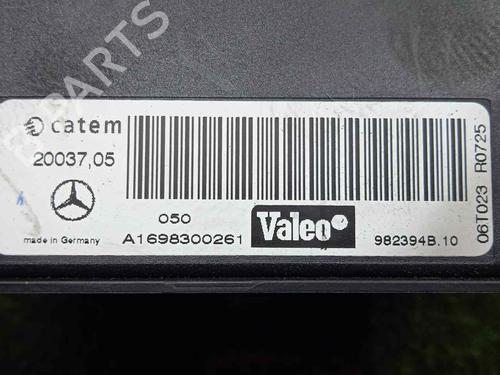 B-PARTS
catem
20037,05
050
made in Germany
A1698300261
Valeo
982394B.10
06T023 R0725